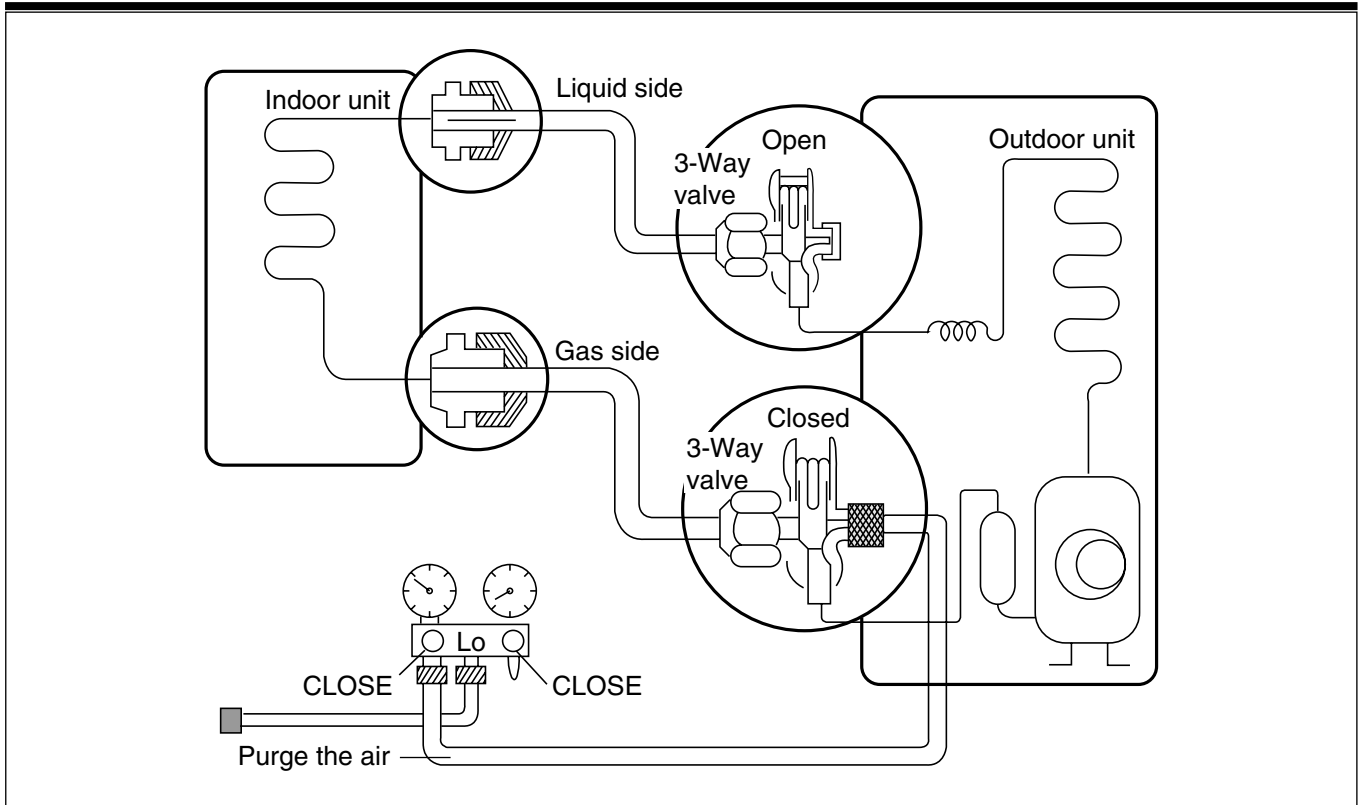 Indoor unit
Liquid side
Open
3-Way
valve
Outdoor unit
Gas side
Closed
3-Way
valve
Lo
CLOSE
CLOSE
Purge the air